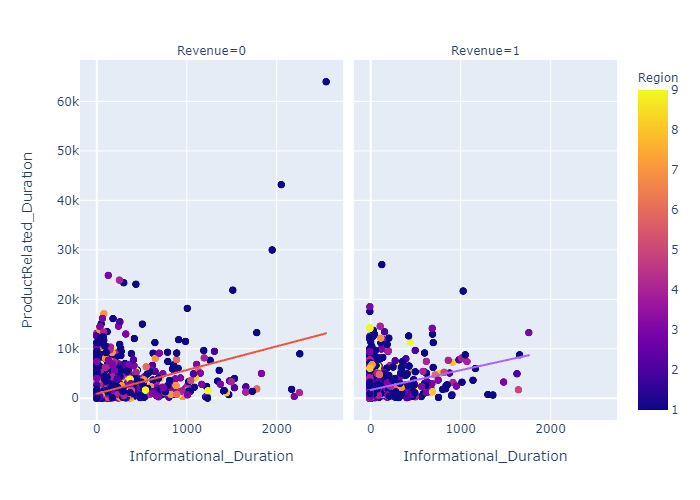 Revenue=0
Revenue=1
Region
ProductRelated_Duration
60k
50k
40k
30k
20k
10k
0
9
8
7
6
5
4
3
2
1
0
1000
2000
0
1000
2000
Informational_Duration
Informational_Duration